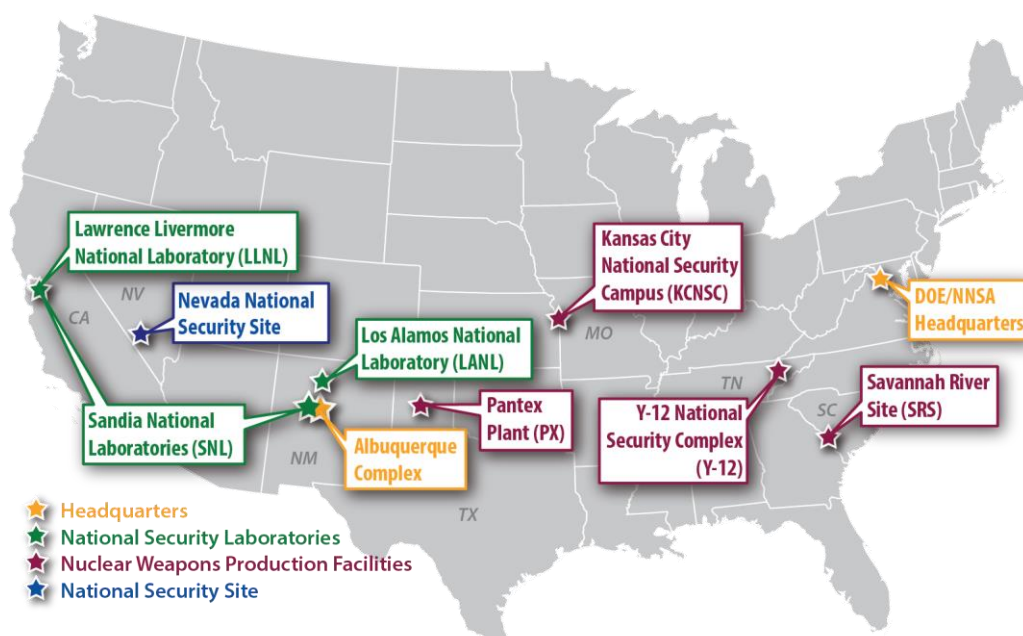 Lawrence Livermore
National Laboratory (LLNL)
NV
CA
Nevada National
Security Site
Los Alamos National
Laboratory (LANL)
Sandia National
Laboratories (SNL)
Albuquerque
Complex
NM
Pantex
Plant (PX)
TX
Kansas City
National Security
Campus (KCNSC)
MO
DOE/NNSA
Headquarters
TN
Y-12 National
Security Complex
(Y-12)
Savannah River
Site (SRS)
SC
Headquarters
National Security Laboratories
Nuclear Weapons Production Facilities
National Security Site